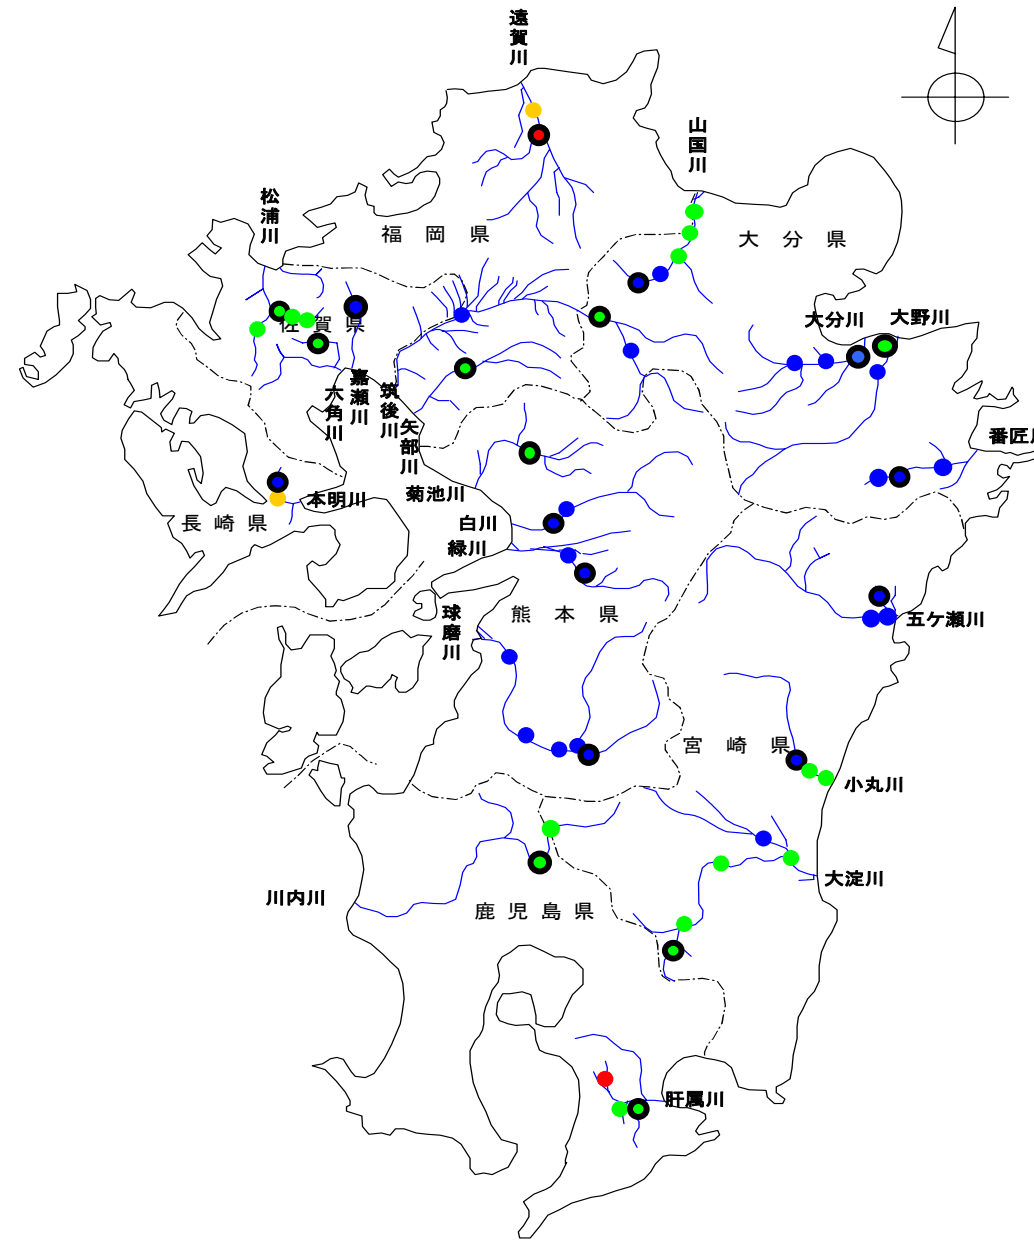 遠賀川
山国川
松浦川
福岡県
大分県
大分川
大野川
佐賀県
六角川
嘉瀬川
筑後川
矢部川
番匠川
菊池川
本明川
長崎県
白川
緑川
球磨川
熊本県
五ケ瀬川
宮崎県
小丸川
大淀川
川内川
鹿児島県
肝属川